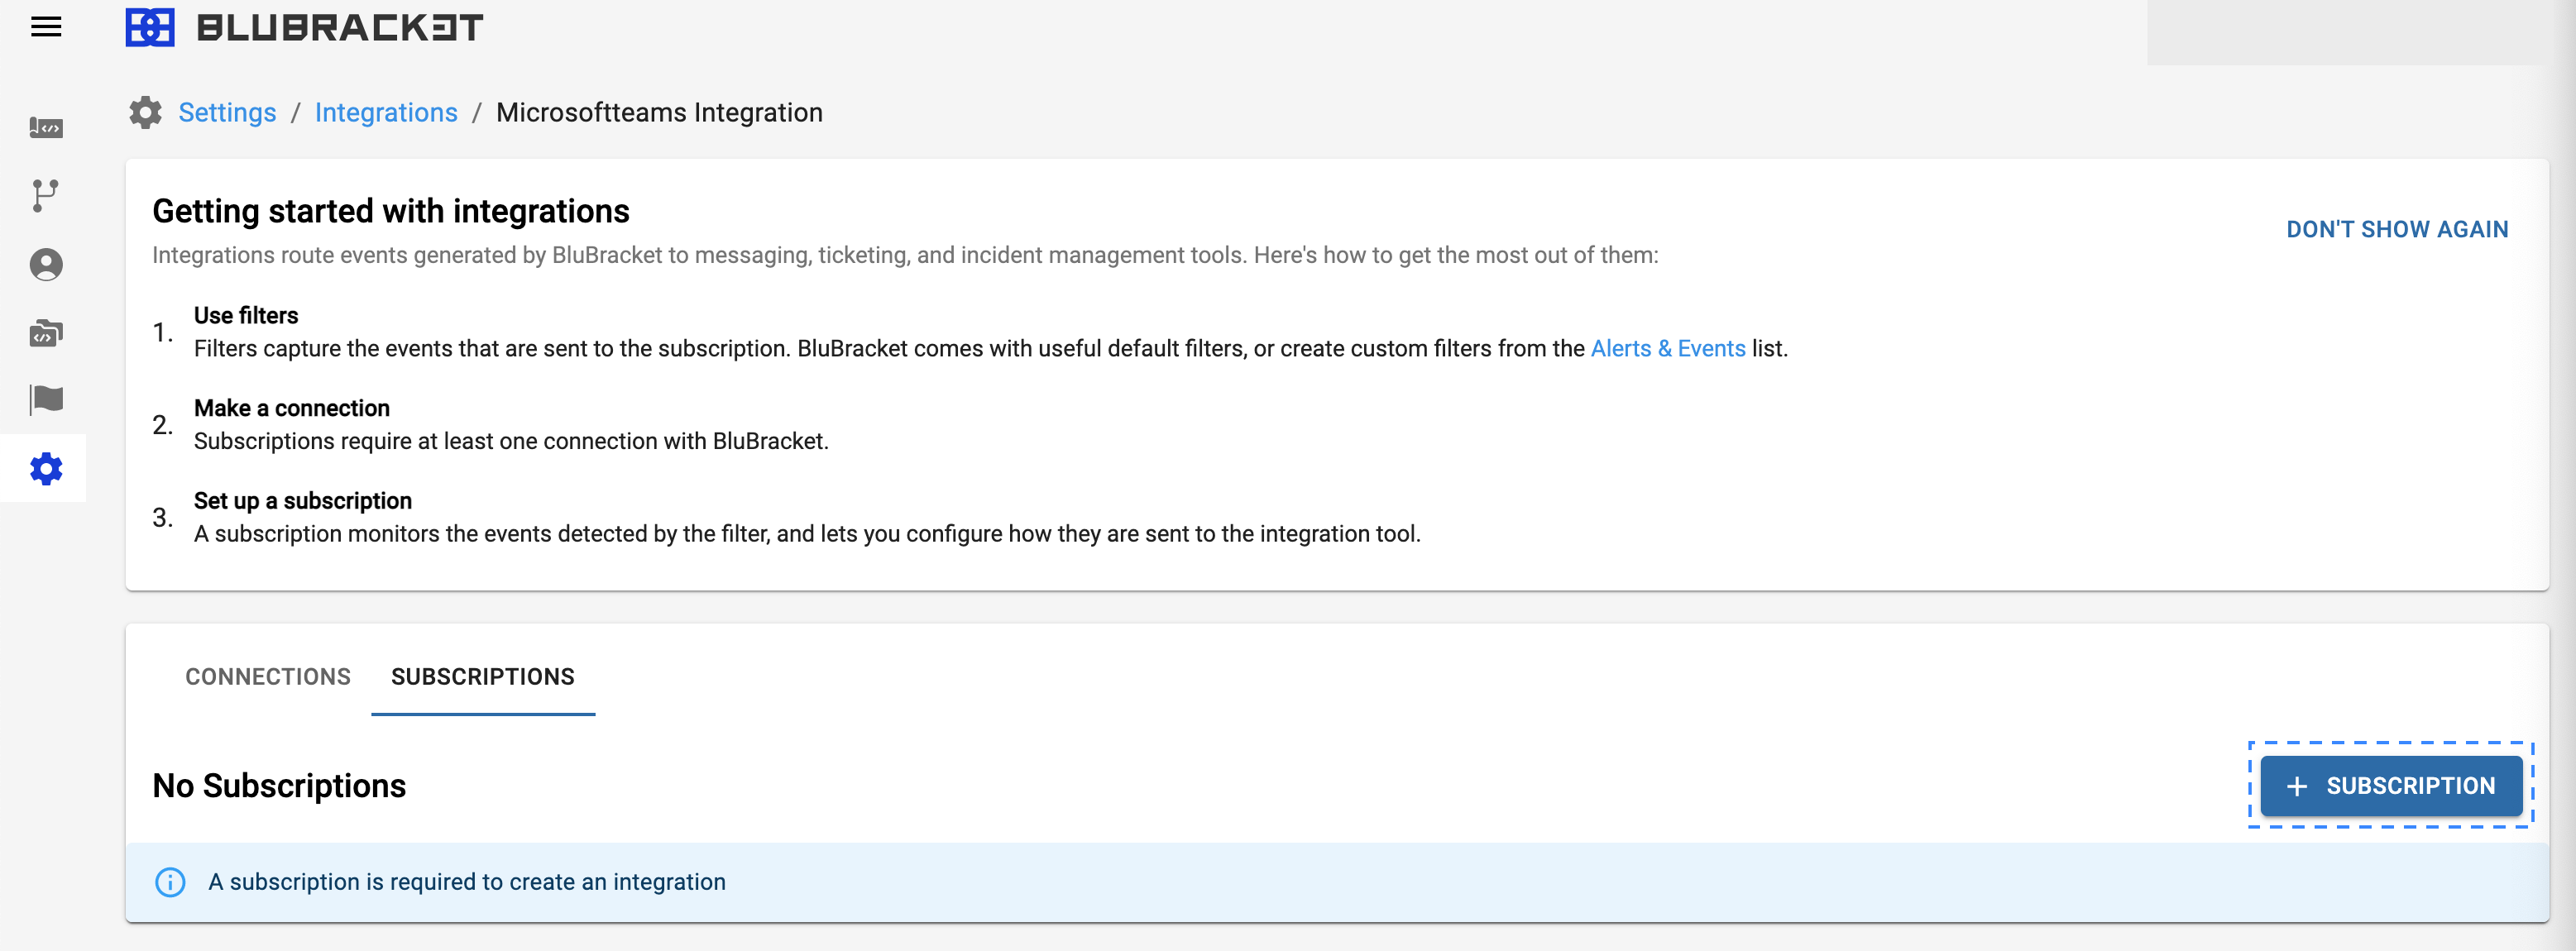 BLUBRACKET
Settings / Integrations / Microsoftteams Integration
Getting started with integrations
DON'T SHOW AGAIN
Integrations route events generated by BluBracket to messaging, ticketing, and incident management tools. Here's how to get the most out of them:
1. Use filters
Filters capture the events that are sent to the subscription. BluBracket comes with useful default filters, or create custom filters from the Alerts & Events list.
2. Make a connection
Subscriptions require at least one connection with BluBracket.
3. Set up a subscription
A subscription monitors the events detected by the filter, and lets you configure how they are sent to the integration tool.
CONNECTIONS SUBSCRIPTIONS
No Subscriptions
+ SUBSCRIPTION
A subscription is required to create an integration